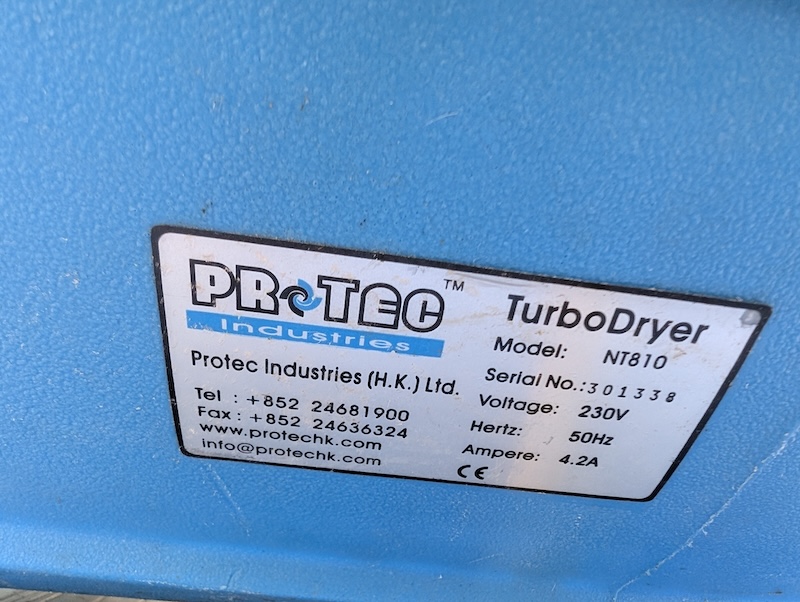 PROTEC™
Industries
Protec Industries (H.K.) Ltd.
Tel : +852 24681900
Fax : +852 24636324
www.protechk.com
info@protechk.com
TurboDryer
Model: NT810
Serial No.: 301338
Voltage: 230V
Hertz: 50Hz
Ampere: 4.2A
CE